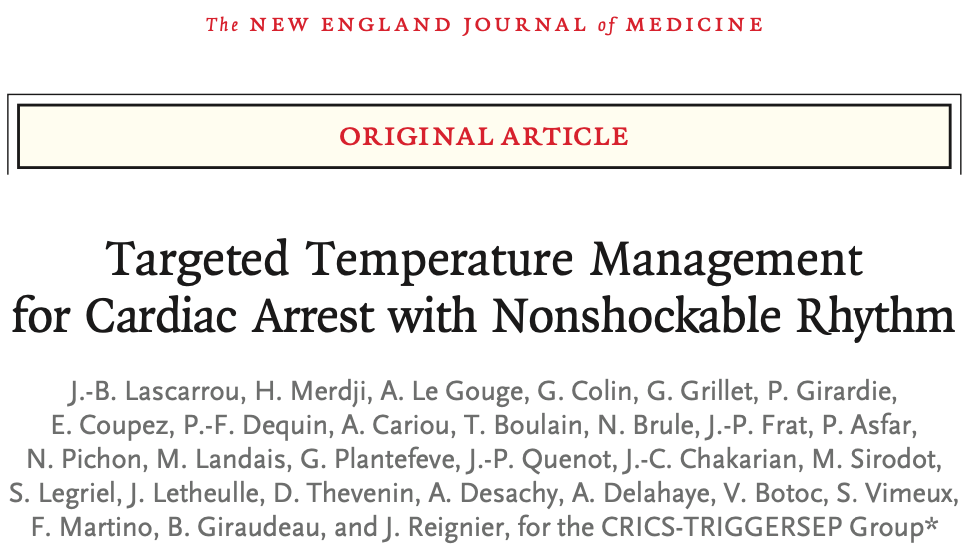 The NEW ENGLAND JOURNAL of MEDICINE
ORIGINAL ARTICLE
Targeted Temperature Management
for Cardiac Arrest with Nonshockable Rhythm
J.-B. Lascarrou, H. Merdji, A. Le Gouge, G. Colin, G. Grillet, P. Girardie,
E. Coupez, P.-F. Dequin, A. Cariou, T. Boulain, N. Brule, J.-P. Frat, P. Asfar,
N. Pichon, M. Landais, G. Plantefeve, J.-P. Quenot, J.-C. Chakarian, M. Sirodot,
S. Legriel, J. Letheulle, D. Thevenin, A. Desachy, A. Delahaye, V. Botoc, S. Vimeux,
F. Martino, B. Giraudeau, and J. Reignier, for the CRICS-TRIGGERSEP Group*